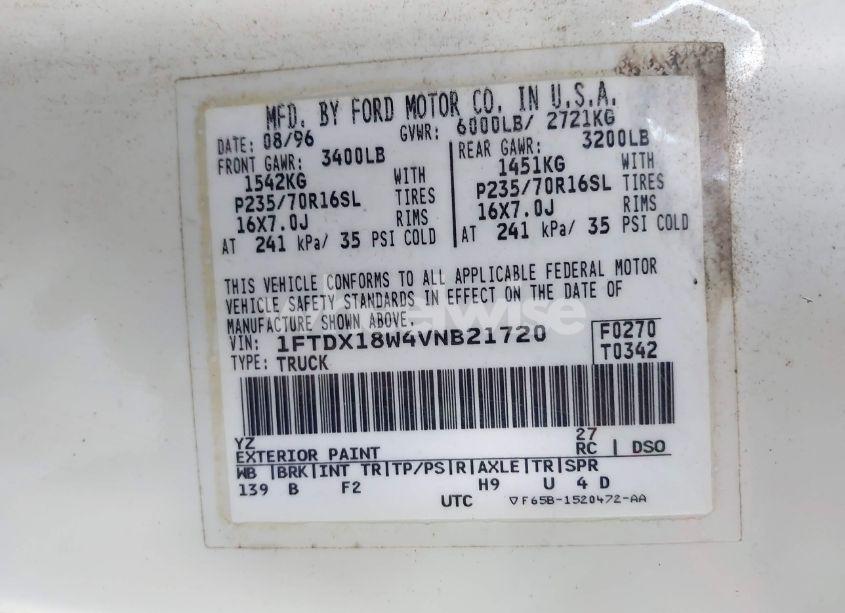 MFD. BY FORD MOTOR CO. IN U.S.A.
DATE: 08/96 GVWR: 6000LB/ 2721KG
FRONT GAWR: 3400LB REAR GAWR: 3200LB
1542KG WITH 1451KG WITH
P235/70R16SL TIRES P235/70R16SL TIRES
16X7.0J RIMS 16X7.0J RIMS
AT 241 kPa/ 35 PSI COLD AT 241 kPa/ 35 PSI COLD
THIS VEHICLE CONFORMS TO ALL APPLICABLE FEDERAL MOTOR
VEHICLE SAFETY STANDARDS IN EFFECT ON THE DATE OF
MANUFACTURE SHOWN ABOVE.
VIN: 1FTDX18W4VNB21720 F0270
TYPE: TRUCK T0342
YZ 27
EXTERIOR PAINT RC | DSO
WB |BRK|INT TR|TP/PS|R|AXLE|TR|SPR
139 B F2 H9 U 4 D
UTC ▽F65B-1520472-AA